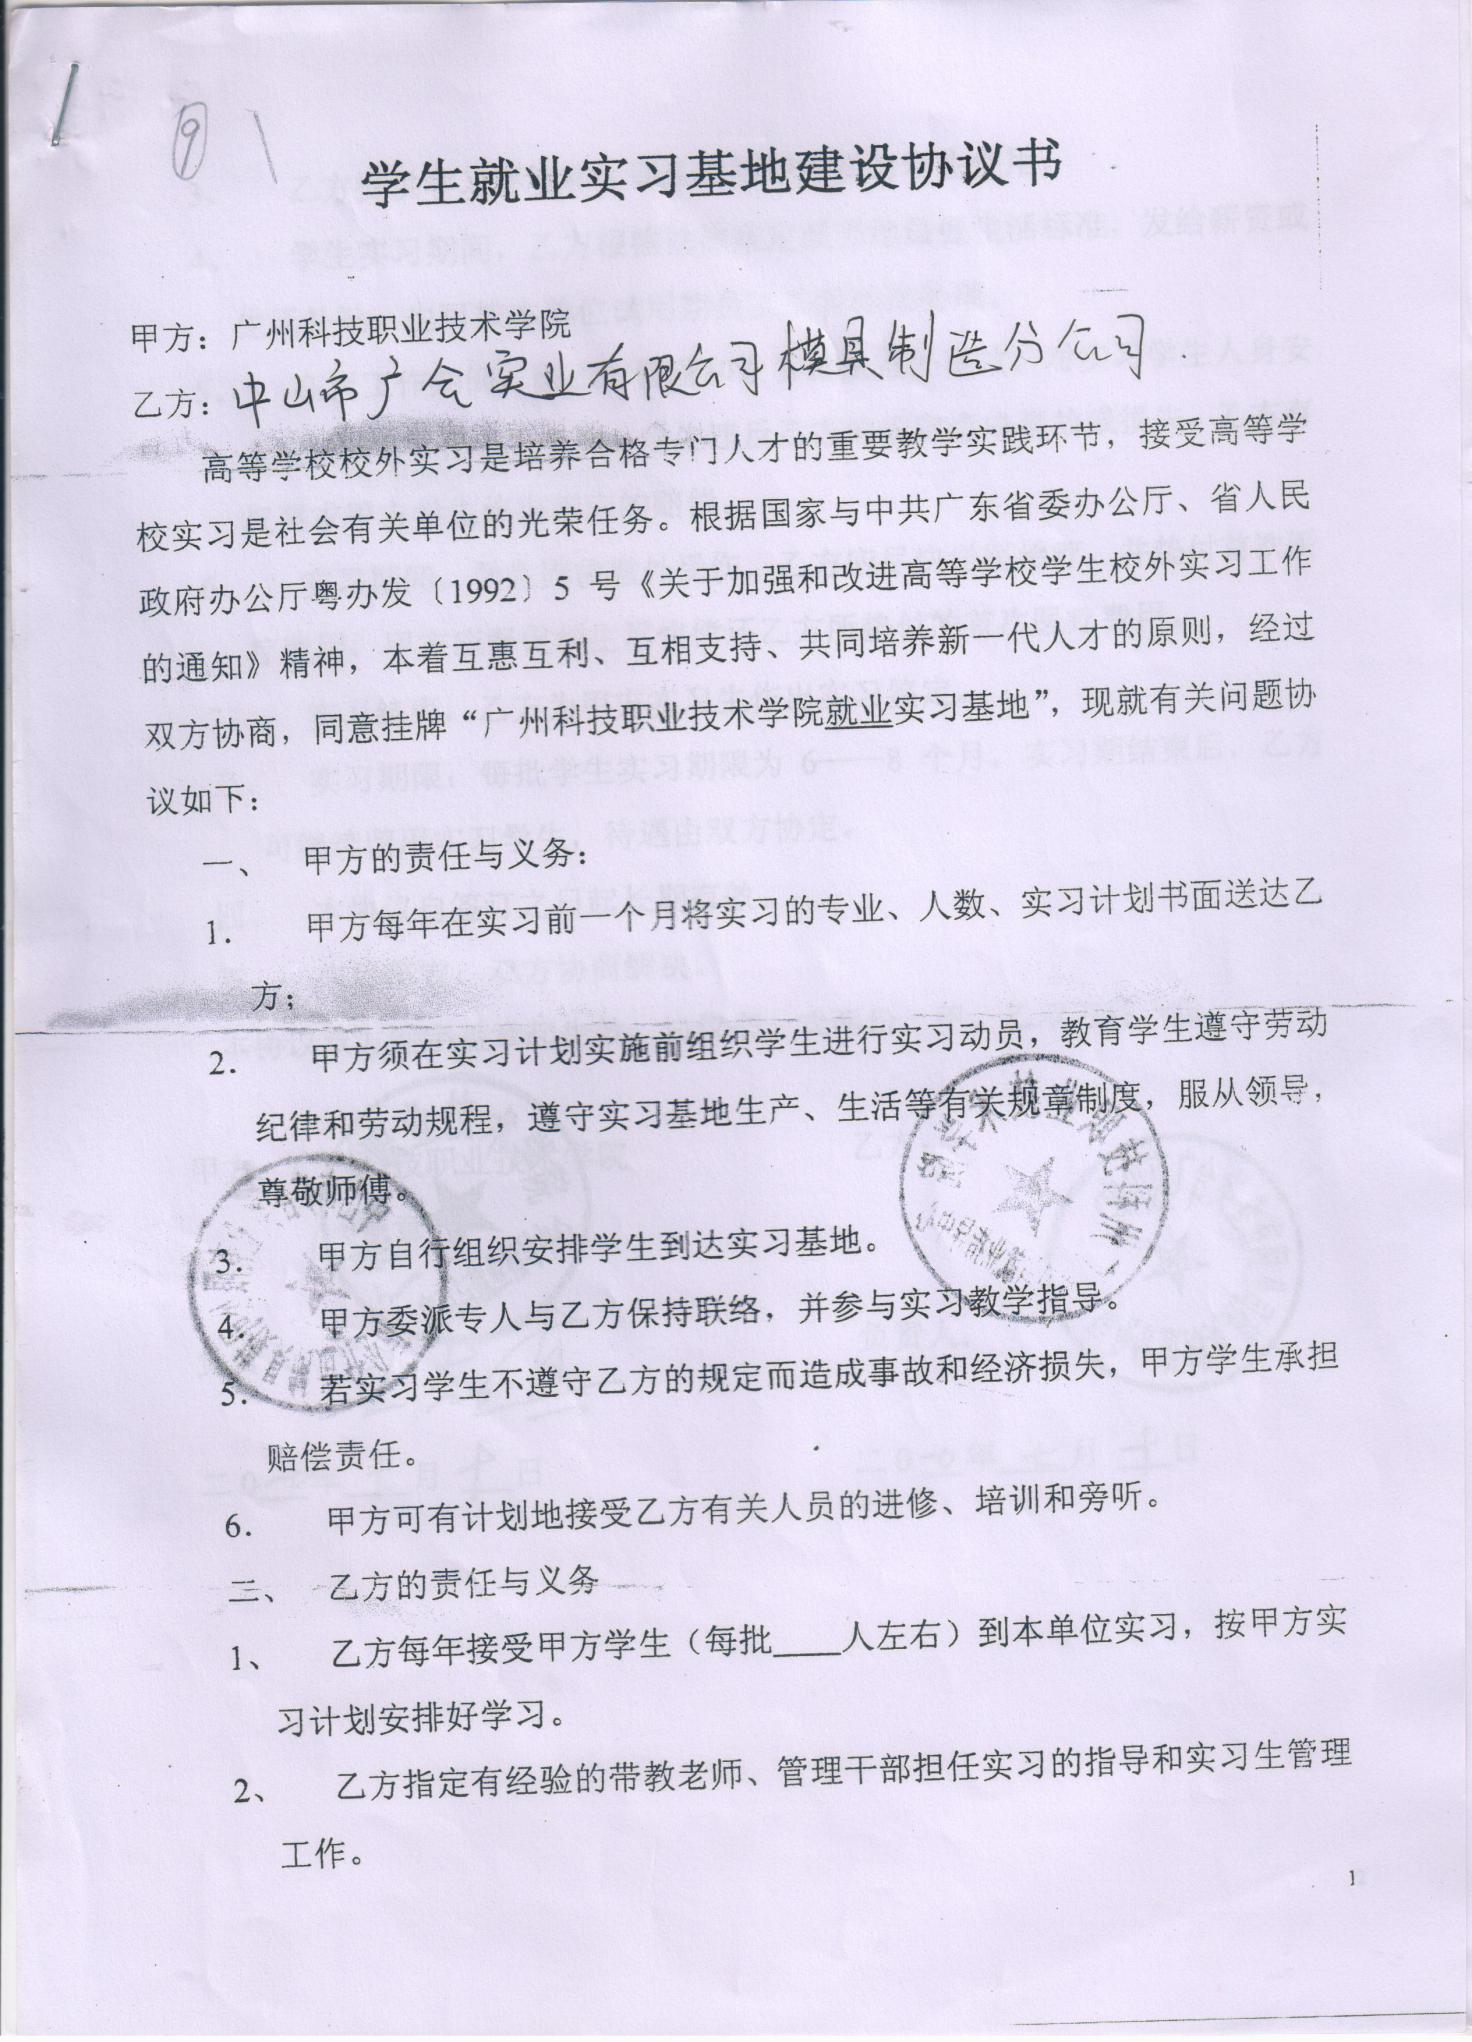 9
学生就业实习基地建设协议书
甲方：广州科技职业技术学院
乙方：中山市广会实业有限公司模具制造分公司
高等学校校外实习是培养合格专门人才的重要教学实践环节，接受高等学
校实习是社会有关单位的光荣任务。根据国家与中共广东省委办公厅、省人民
政府办公厅粤办发〔1992〕5 号《关于加强和改进高等学校学生校外实习工作
的通知》精神，本着互惠互利、互相支持、共同培养新一代人才的原则，经过
双方协商，同意挂牌“广州科技职业技术学院就业实习基地”，现就有关问题协
议如下：
一、 甲方的责任与义务：
1. 甲方每年在实习前一个月将实习的专业、人数、实习计划书面送达乙
方；
2. 甲方须在实习计划实施前组织学生进行实习动员，教育学生遵守劳动
纪律和劳动规程，遵守实习基地生产、生活等有关规章制度，服从领导，
尊敬师傅。
3. 甲方自行组织安排学生到达实习基地。
4. 甲方委派专人与乙方保持联络，并参与实习教学指导。
5. 若实习学生不遵守乙方的规定而造成事故和经济损失，甲方学生承担
赔偿责任。
6. 甲方可有计划地接受乙方有关人员的进修、培训和旁听。
二、 乙方的责任与义务
1、 乙方每年接受甲方学生（每批____人左右）到本单位实习，按甲方实
习计划安排好学习。
2、 乙方指定有经验的带教老师、管理干部担任实习的指导和实习生管理
工作。
1